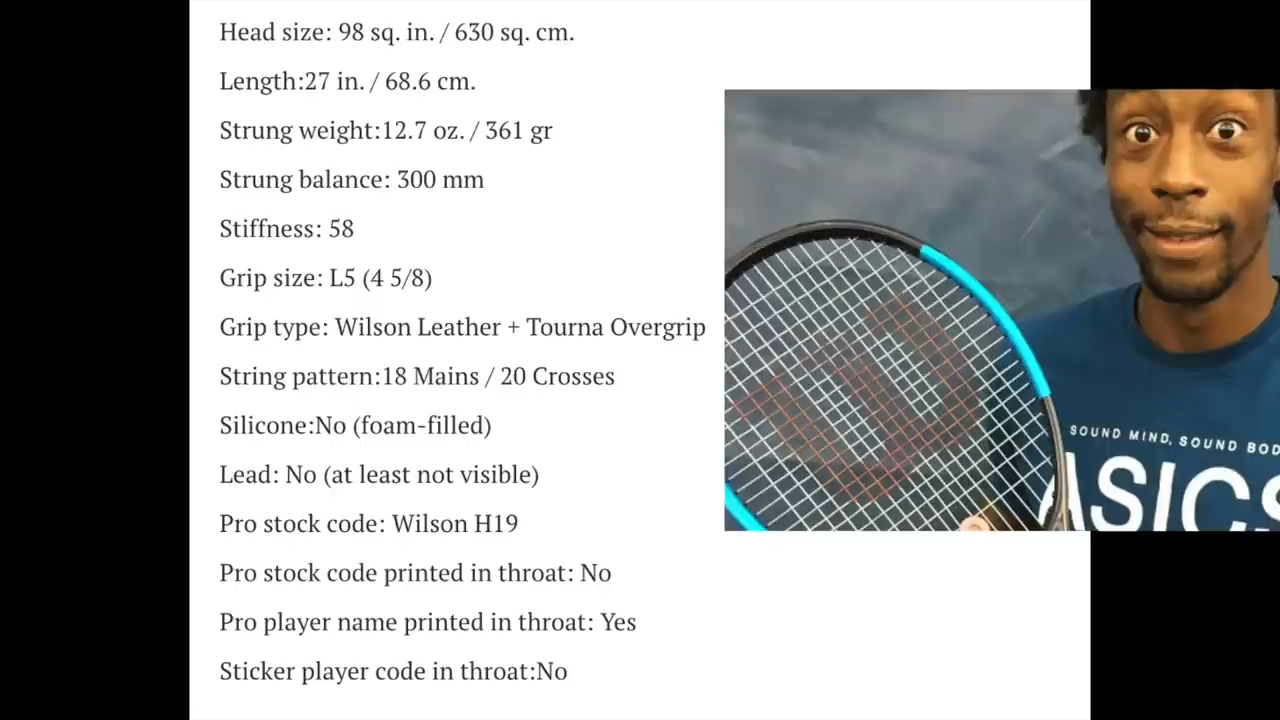 Head size: 98 sq. in. / 630 sq. cm.
Length:27 in. / 68.6 cm.
Strung weight:12.7 oz. / 361 gr
Strung balance: 300 mm
Stiffness: 58
Grip size: L5 (4 5/8)
Grip type: Wilson Leather + Tourna Overgrip
String pattern:18 Mains / 20 Crosses
Silicone:No (foam-filled)
Lead: No (at least not visible)
Pro stock code: Wilson H19
Pro stock code printed in throat: No
Pro player name printed in throat: Yes
Sticker player code in throat:No
SOUND MIND, SOUND BOD
ASICS